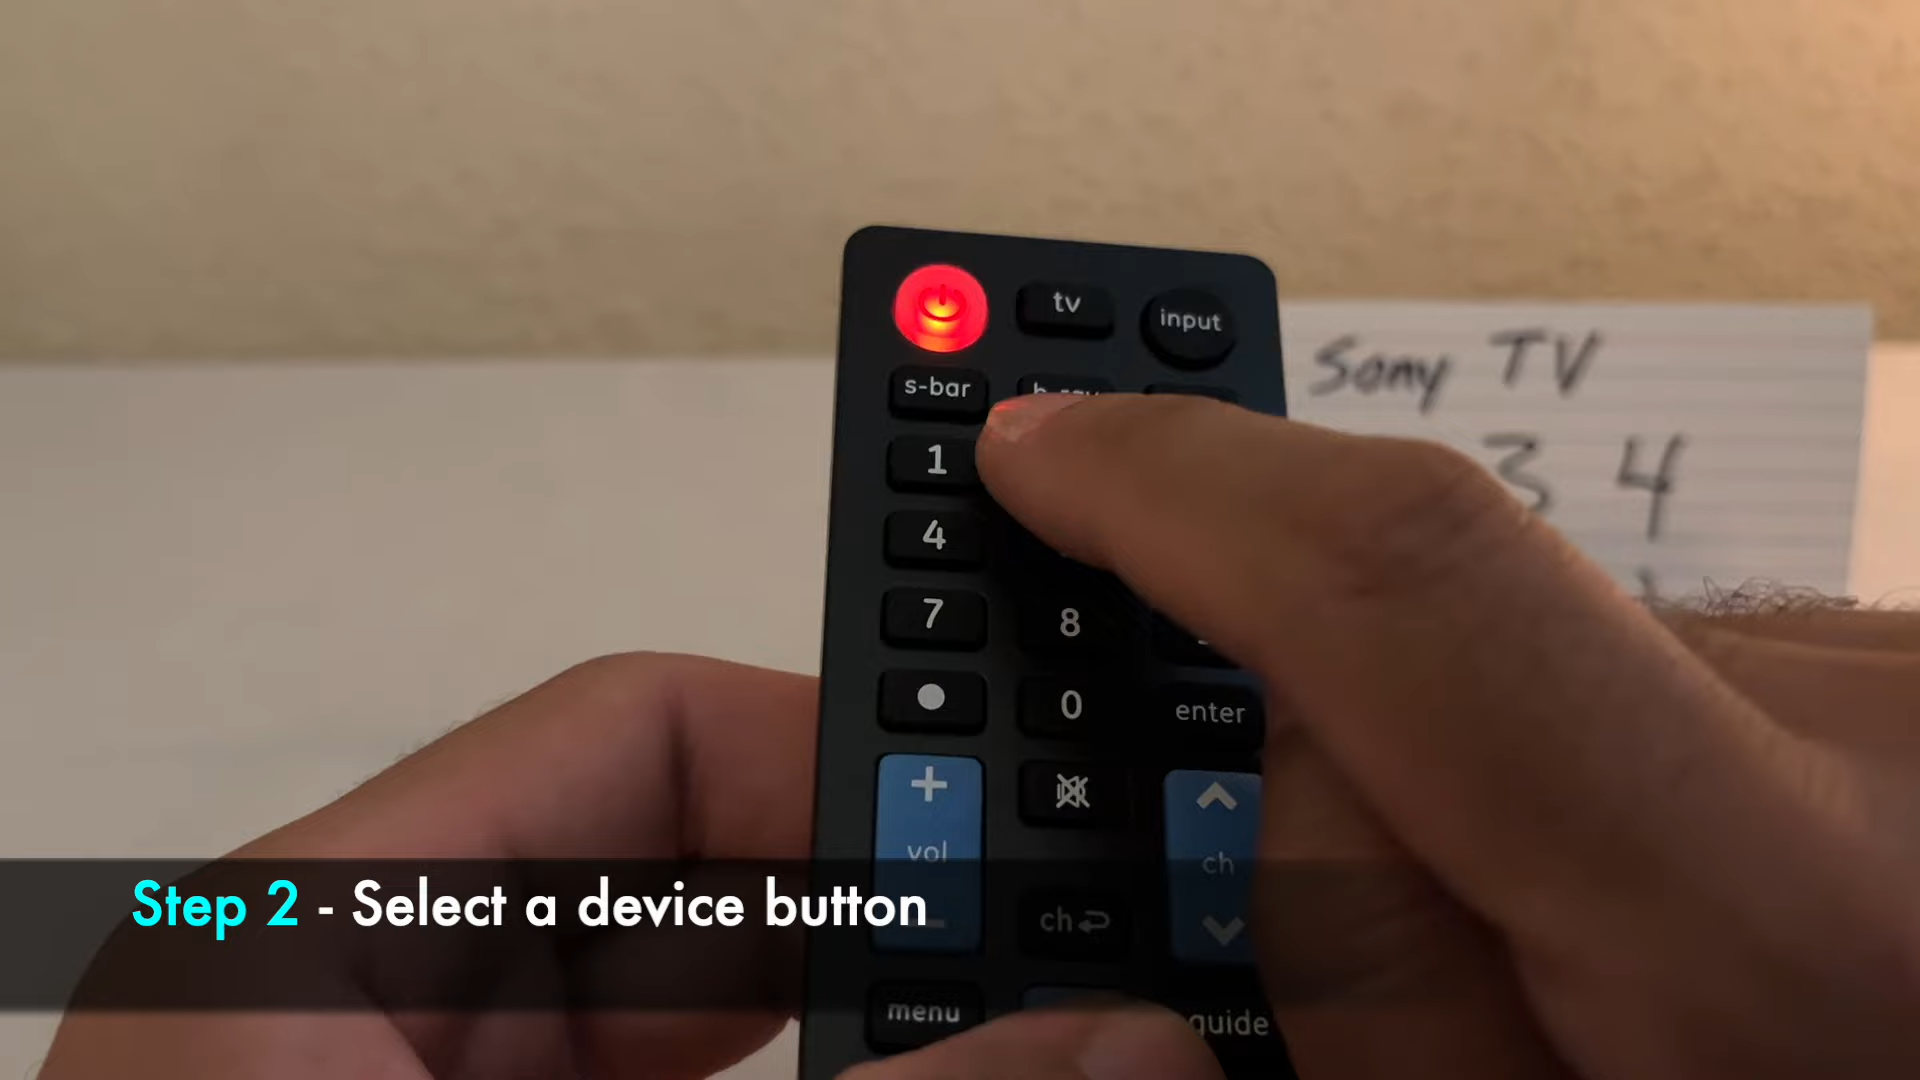 tv
input
s-bar
1
4
7
8
0
enter
+
vol
ch
ch
menu
guide
Sony TV
3 4
Step 2 - Select a device button